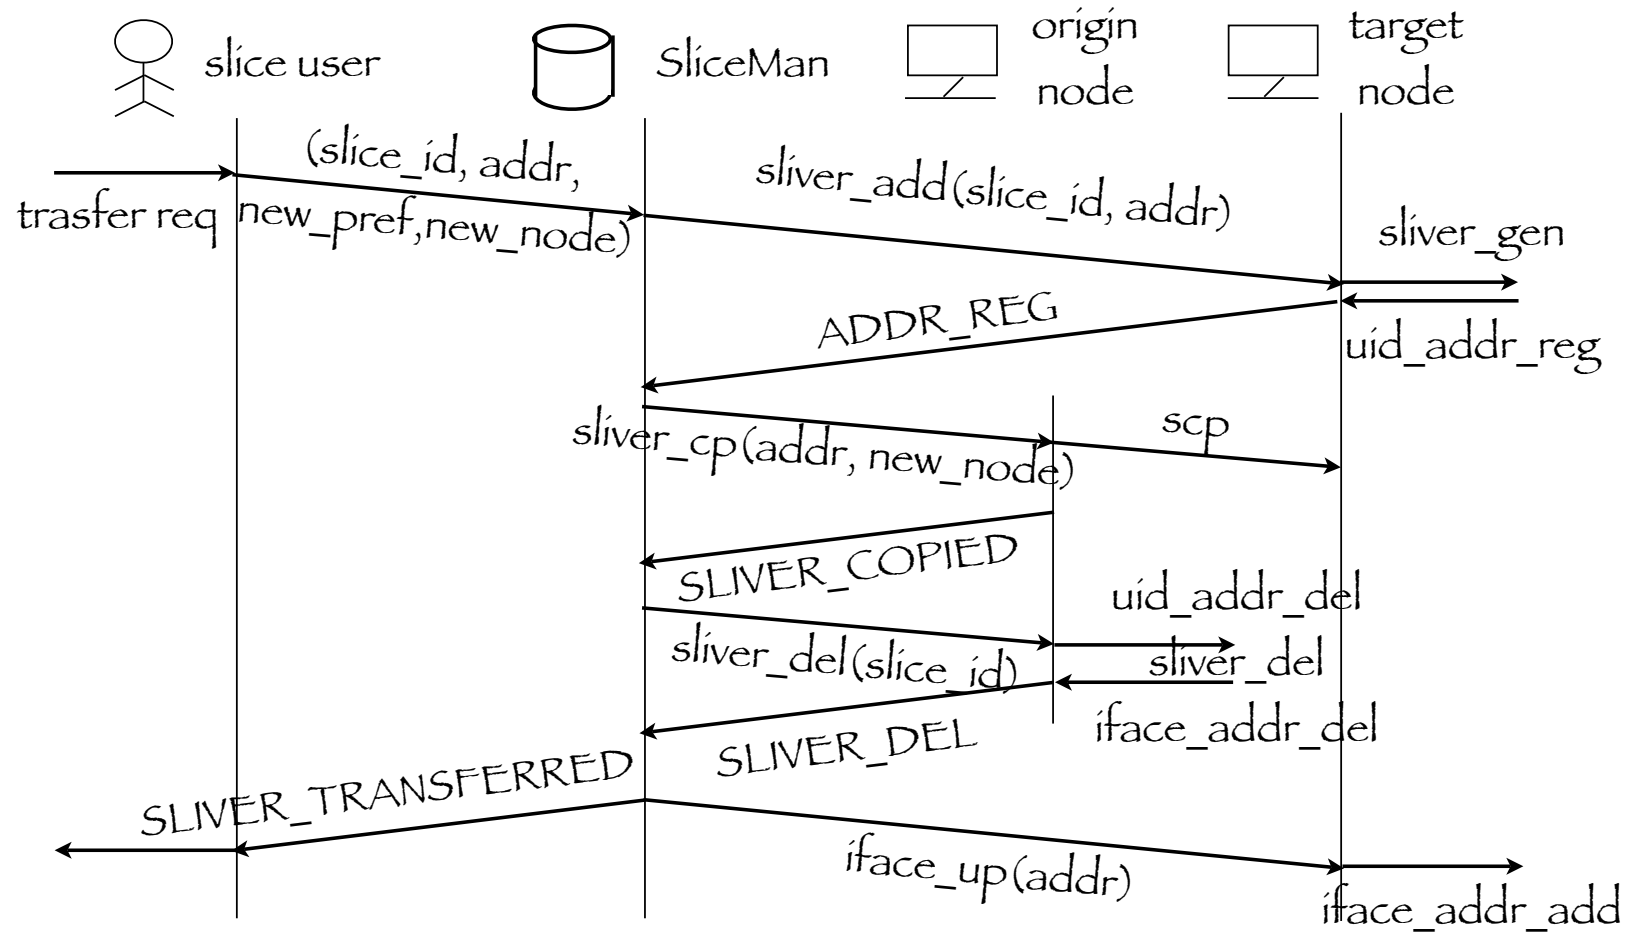 slice user
SliceMan
origin
node
target
node
(slice_id, addr,
new_pref,new_node)
trasfer req
sliver_add(slice_id, addr)
sliver_gen
ADDR_REG
uid_addr_reg
sliver_cp(addr, new_node)
scp
SLIVER_COPIED
uid_addr_del
sliver_del(slice_id)
sliver_del
iface_addr_del
SLIVER_DEL
SLIVER_TRANSFERRED
iface_up(addr)
iface_addr_add